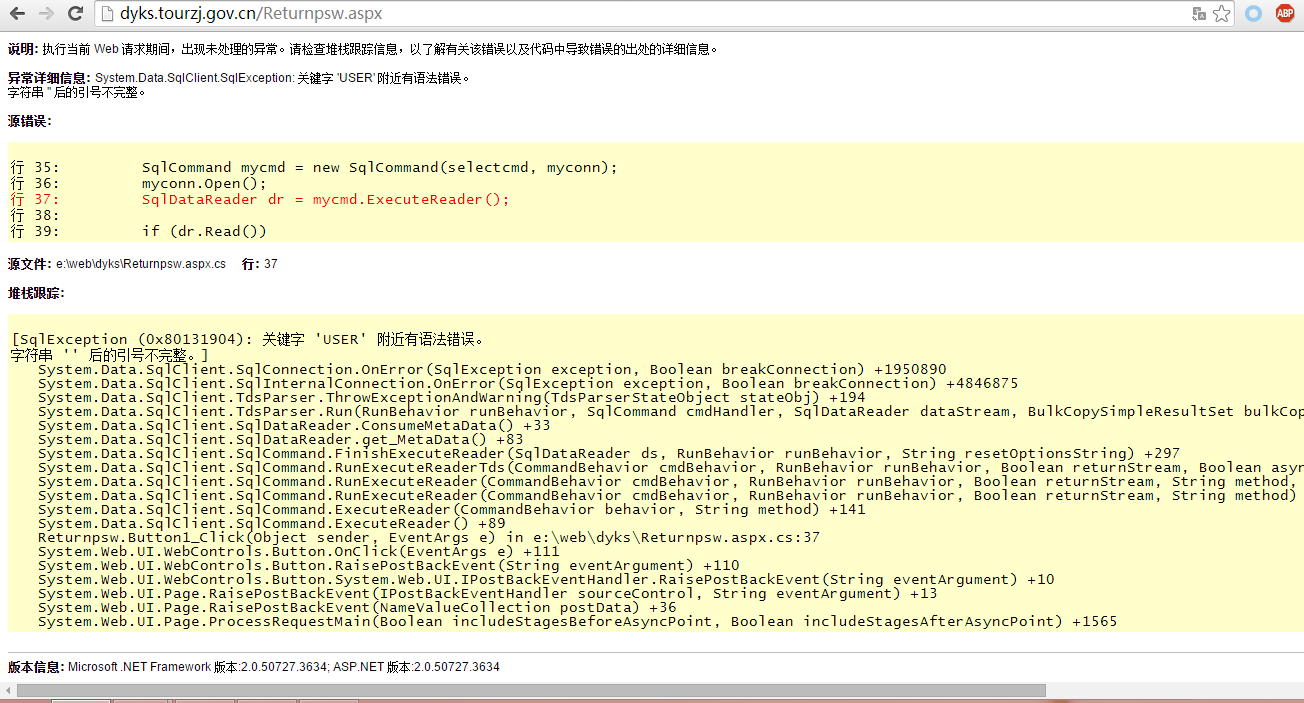 dyks.tourzj.gov.cn/Returnpsw.aspx
ABP
说明: 执行当前 Web 请求期间，出现未处理的异常。请检查堆栈跟踪信息，以了解有关该错误以及代码中导致错误的出处的详细信息。
异常详细信息: System.Data.SqlClient.SqlException: 关键字 'USER' 附近有语法错误。
字符串 '' 后的引号不完整。
源错误:
行 35:         SqlCommand mycmd = new SqlCommand(selectcmd, myconn);
行 36:         myconn.Open();
行 37:         SqlDataReader dr = mycmd.ExecuteReader();
行 38:
行 39:         if (dr.Read())
源文件: e:\web\dyks\Returnpsw.aspx.cs    行: 37
堆栈跟踪:
[SqlException (0x80131904): 关键字 'USER' 附近有语法错误。
字符串 '' 后的引号不完整。]
System.Data.SqlClient.SqlConnection.OnError(SqlException exception, Boolean breakConnection) +1950890
System.Data.SqlClient.SqlInternalConnection.OnError(SqlException exception, Boolean breakConnection) +4846875
System.Data.SqlClient.TdsParser.ThrowExceptionAndWarning(TdsParserStateObject stateObj) +194
System.Data.SqlClient.TdsParser.Run(RunBehavior runBehavior, SqlCommand cmdHandler, SqlDataReader dataStream, BulkCopySimpleResultSet bulkCop
System.Data.SqlClient.SqlDataReader.ConsumeMetaData() +33
System.Data.SqlClient.SqlDataReader.get_MetaData() +83
System.Data.SqlClient.SqlCommand.FinishExecuteReader(SqlDataReader ds, RunBehavior runBehavior, String resetOptionsString) +297
System.Data.SqlClient.SqlCommand.RunExecuteReaderTds(CommandBehavior cmdBehavior, RunBehavior runBehavior, Boolean returnStream, Boolean asyn
System.Data.SqlClient.SqlCommand.RunExecuteReader(CommandBehavior cmdBehavior, RunBehavior runBehavior, Boolean returnStream, String method,
System.Data.SqlClient.SqlCommand.RunExecuteReader(CommandBehavior cmdBehavior, RunBehavior runBehavior, Boolean returnStream, String method)
System.Data.SqlClient.SqlCommand.ExecuteReader(CommandBehavior behavior, String method) +141
System.Data.SqlClient.SqlCommand.ExecuteReader() +89
Returnpsw.Button1_Click(Object sender, EventArgs e) in e:\web\dyks\Returnpsw.aspx.cs:37
System.Web.UI.WebControls.Button.OnClick(EventArgs e) +111
System.Web.UI.WebControls.Button.RaisePostBackEvent(String eventArgument) +110
System.Web.UI.WebControls.Button.System.Web.UI.IPostBackEventHandler.RaisePostBackEvent(String eventArgument) +10
System.Web.UI.Page.RaisePostBackEvent(IPostBackEventHandler sourceControl, String eventArgument) +13
System.Web.UI.Page.RaisePostBackEvent(NameValueCollection postData) +36
System.Web.UI.Page.ProcessRequestMain(Boolean includeStagesBeforeAsyncPoint, Boolean includeStagesAfterAsyncPoint) +1565
版本信息: Microsoft .NET Framework 版本:2.0.50727.3634; ASP.NET 版本:2.0.50727.3634